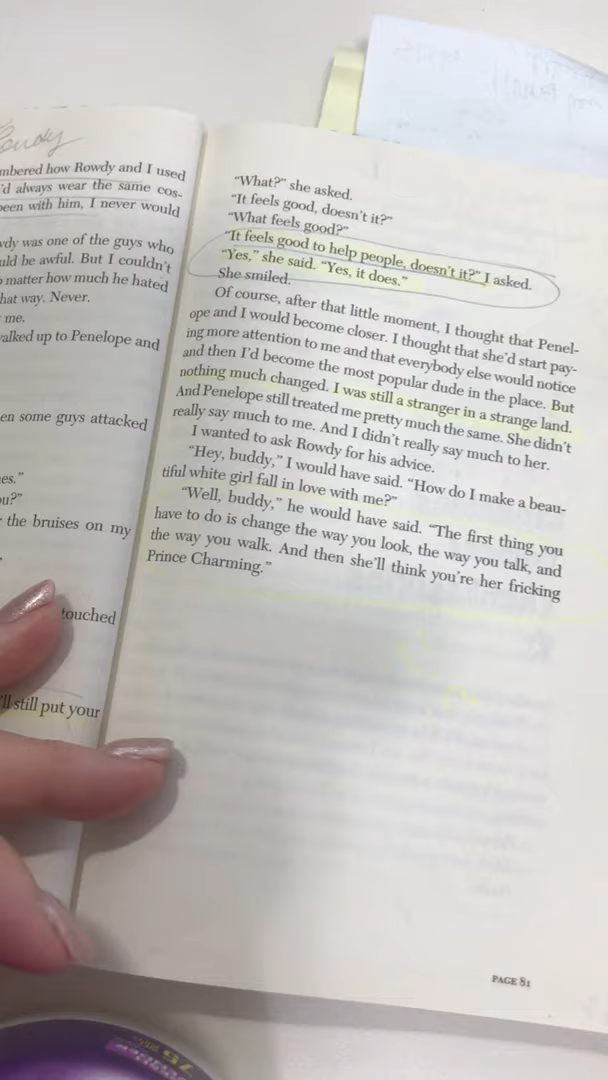 Rowdy
mbered how Rowdy and I used
'd always wear the same cos-
been with him, I never would
wdy was one of the guys who
uld be awful. But I couldn't
o matter how much he hated
hat way. Never.
me.
valked up to Penelope and
en some guys attacked
es."
ou?"
the bruises on my
touched
'll still put your
"What?" she asked.
"It feels good, doesn't it?"
"What feels good?"
"It feels good to help people, doesn't it?" I asked.
"Yes," she said. "Yes, it does."
She smiled.
Of course, after that little moment, I thought that Penel-
ope and I would become closer. I thought that she'd start pay-
ing more attention to me and that everybody else would notice
and then I'd become the most popular dude in the place. But
nothing much changed. I was still a stranger in a strange land.
And Penelope still treated me pretty much the same. She didn't
really say much to me. And I didn't really say much to her.
I wanted to ask Rowdy for his advice.
"Hey, buddy," I would have said. "How do I make a beau-
tiful white girl fall in love with me?"
"Well, buddy," he would have said. "The first thing you
have to do is change the way you look, the way you talk, and
the way you walk. And then she'll think you're her fricking
Prince Charming."
PAGE 81
75